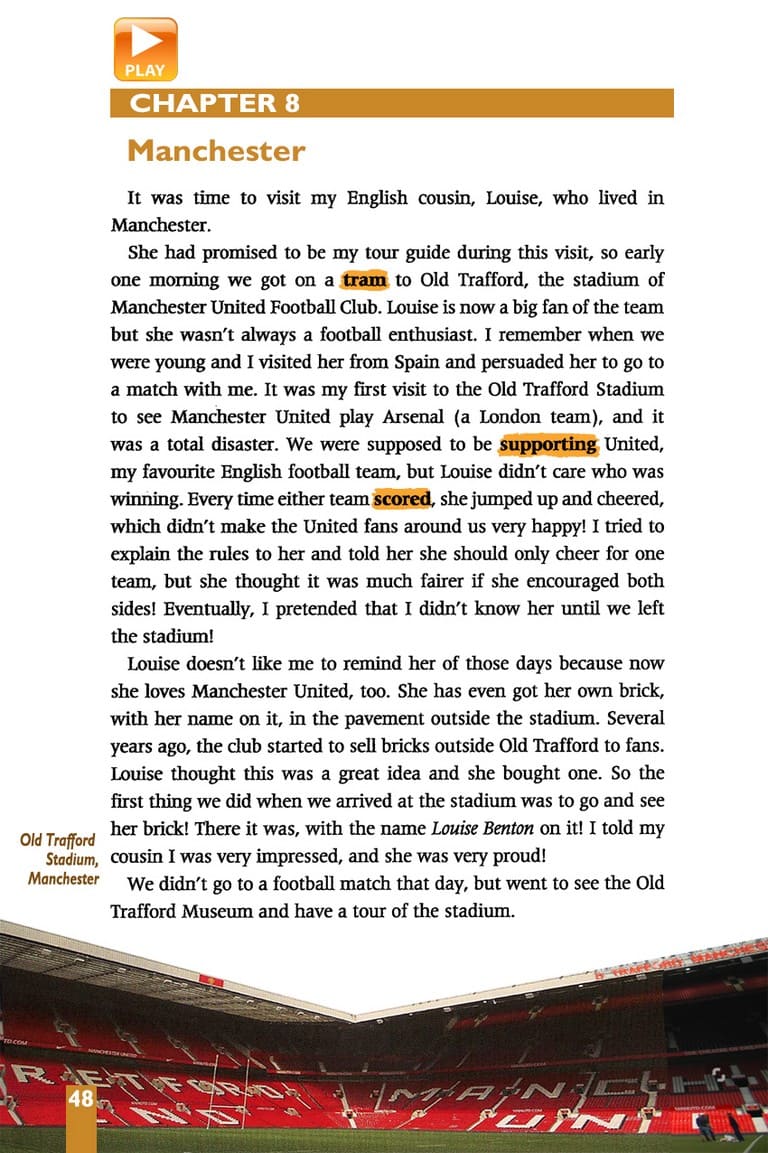 PLAY
CHAPTER 8
Manchester
It was time to visit my English cousin, Louise, who lived in
Manchester.
She had promised to be my tour guide during this visit, so early
one morning we got on a tram to Old Trafford, the stadium of
Manchester United Football Club. Louise is now a big fan of the team
but she wasn't always a football enthusiast. I remember when we
were young and I visited her from Spain and persuaded her to go to
a match with me. It was my first visit to the Old Trafford Stadium
to see Manchester United play Arsenal (a London team), and it
was a total disaster. We were supposed to be supporting United,
my favourite English football team, but Louise didn't care who was
winning. Every time either team scored, she jumped up and cheered,
which didn't make the United fans around us very happy! I tried to
explain the rules to her and told her she should only cheer for one
team, but she thought it was much fairer if she encouraged both
sides! Eventually, I pretended that I didn't know her until we left
the stadium!
Louise doesn't like me to remind her of those days because now
she loves Manchester United, too. She has even got her own brick,
with her name on it, in the pavement outside the stadium. Several
years ago, the club started to sell bricks outside Old Trafford to fans.
Louise thought this was a great idea and she bought one. So the
first thing we did when we arrived at the stadium was to go and see
her brick! There it was, with the name Louise Benton on it! I told my
cousin I was very impressed, and she was very proud!
We didn't go to a football match that day, but went to see the Old
Trafford Museum and have a tour of the stadium.
Old Trafford
Stadium,
Manchester
RETFORD
END
MANC
UN
48